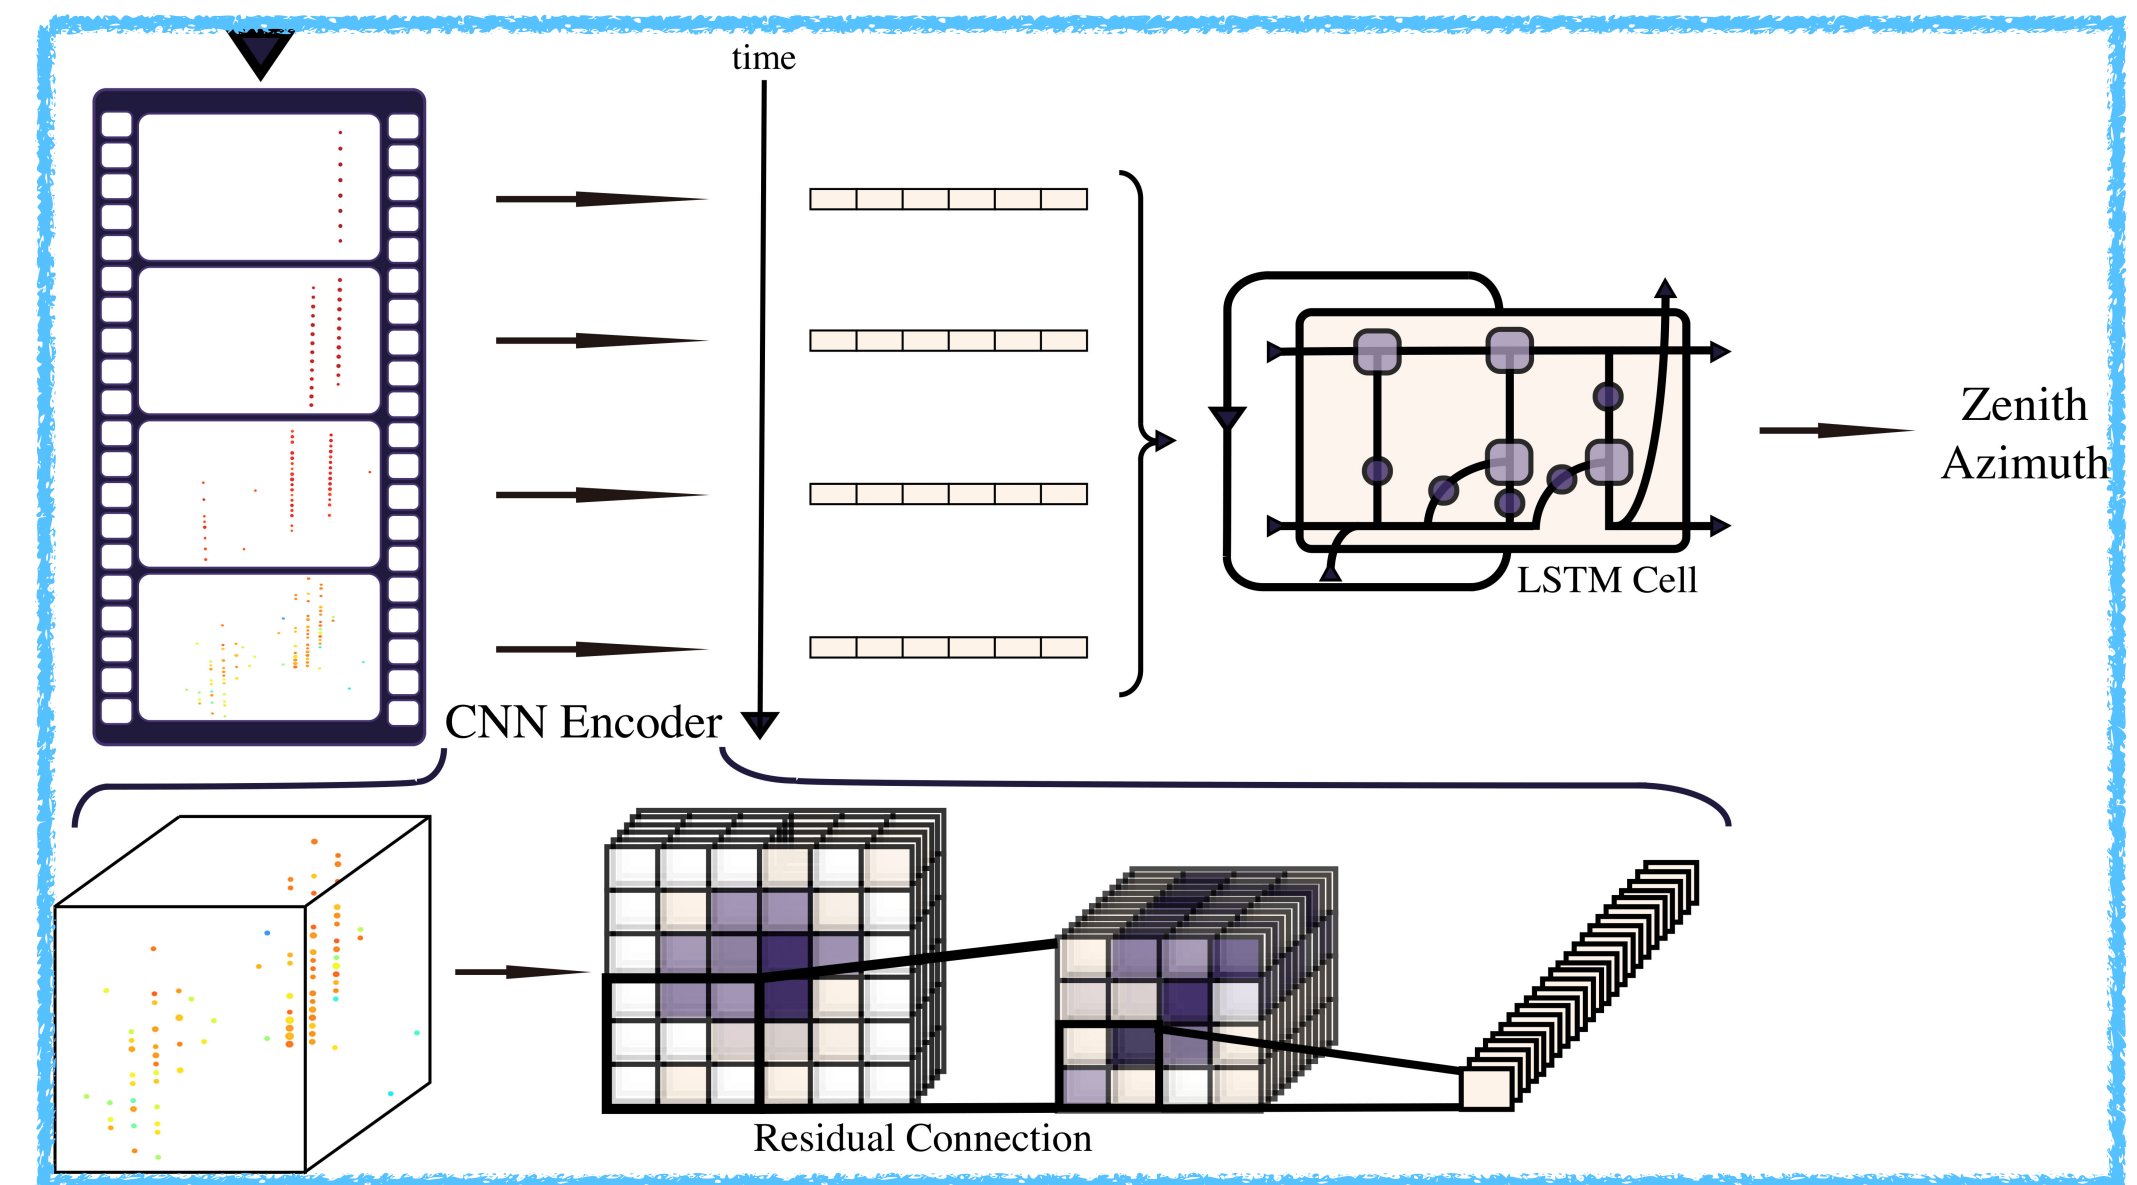 time
Zenith
Azimuth
LSTM Cell
CNN Encoder
Residual Connection